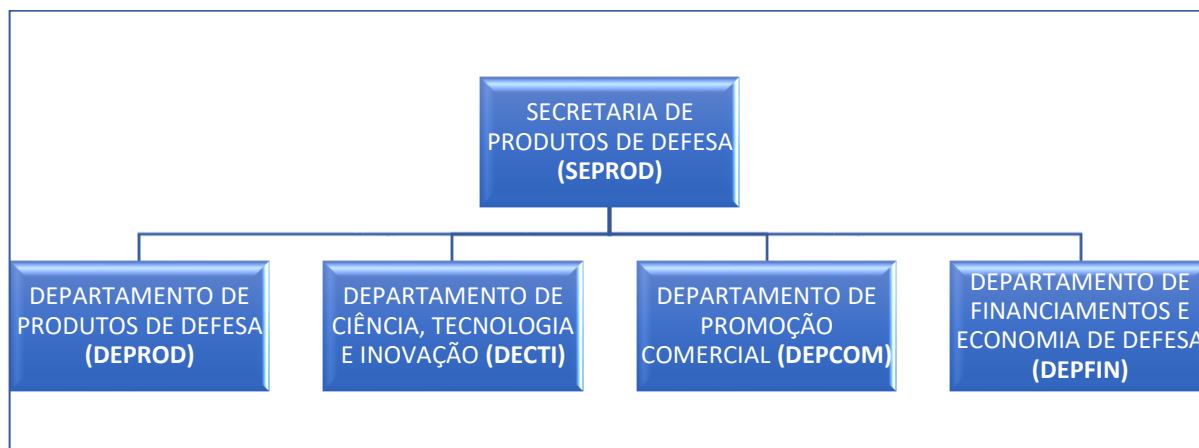 SECRETARIA DE
PRODUTOS DE DEFESA
(SEPROD)
DEPARTAMENTO DE
PRODUTOS DE DEFESA
(DEPROD)
DEPARTAMENTO DE
CIÊNCIA, TECNOLOGIA
E INOVAÇÃO (DECTI)
DEPARTAMENTO DE
PROMOÇÃO
COMERCIAL (DEPCOM)
DEPARTAMENTO DE
FINANCIAMENTOS E
ECONOMIA DE DEFESA
(DEPFIN)